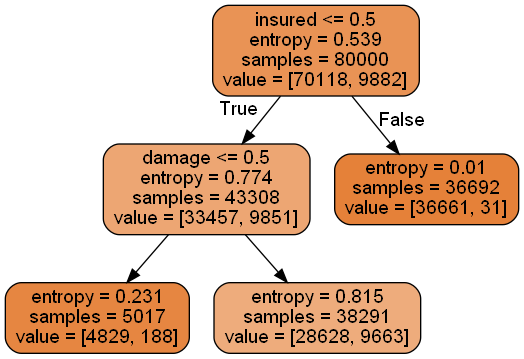 insured <= 0.5
entropy = 0.539
samples = 80000
value = [70118, 9882]
True
False
damage <= 0.5
entropy = 0.774
samples = 43308
value = [33457, 9851]
entropy = 0.01
samples = 36692
value = [36661, 31]
entropy = 0.231
samples = 5017
value = [4829, 188]
entropy = 0.815
samples = 38291
value = [28628, 9663]